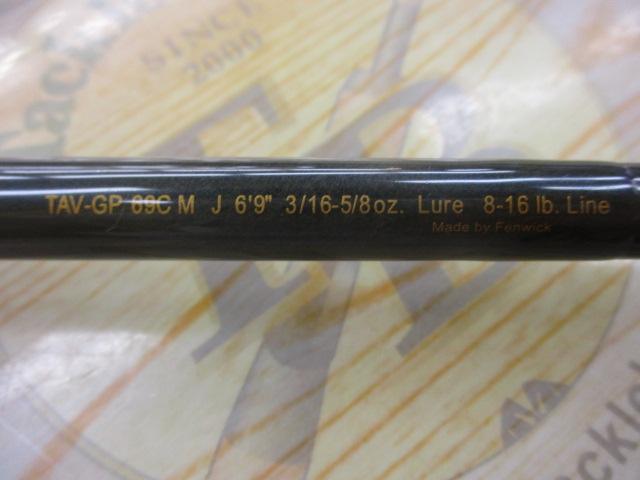 SINCE
2000
TAV-GP 69C M J 6'9" 3/16-5/8oz. Lure 8-16 lb. Line
Made by Fenwick